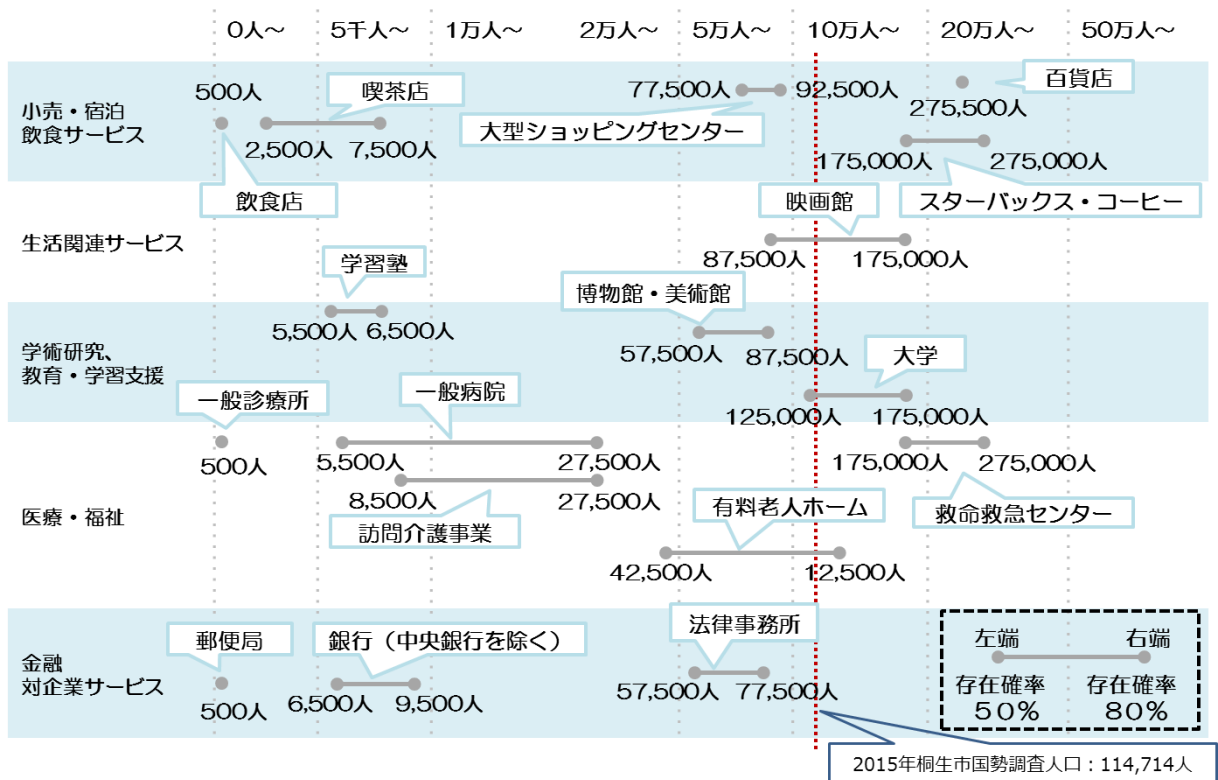 0人～ 5千人～ 1万人～ 2万人～ 5万人～ 10万人～ 20万人～ 50万人～
小売・宿泊
飲食サービス
500人
喫茶店
2,500人 7,500人
飲食店
77,500人 92,500人
大型ショッピングセンター
百貨店
275,500人
175,000人 275,000人
スターバックス・コーヒー
生活関連サービス
映画館
87,500人 175,000人
学術研究、
教育・学習支援
学習塾
5,500人 6,500人
博物館・美術館
57,500人 87,500人
大学
125,000人 175,000人
医療・福祉
一般診療所
500人
一般病院
5,500人 27,500人
8,500人 27,500人
訪問介護事業
175,000人 275,000人
救命救急センター
有料老人ホーム
42,500人 12,500人
金融
対企業サービス
郵便局
500人
銀行（中央銀行を除く）
6,500人 9,500人
法律事務所
57,500人 77,500人
左端 右端
存在確率 存在確率
50% 80%
2015年桐生市国勢調査人口：114,714人